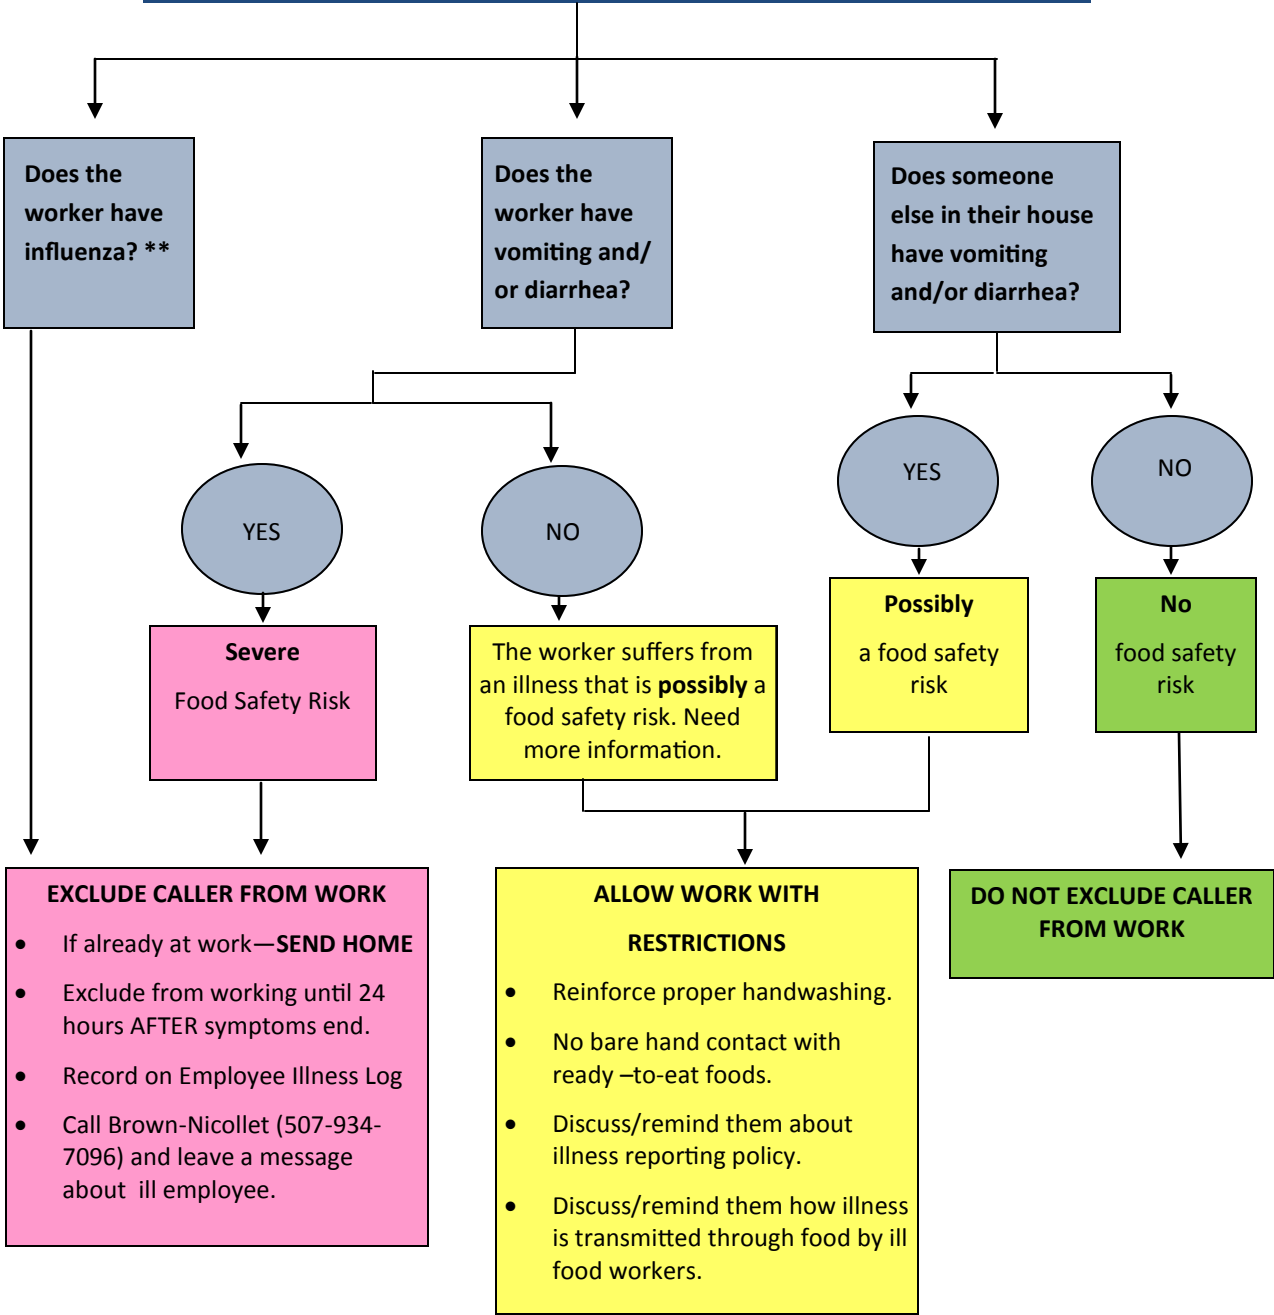 Does the
worker have
influenza? **
Does the
worker have
vomiting and/
or diarrhea?
Does someone
else in their house
have vomiting
and/or diarrhea?
YES
NO
YES
NO
Severe
Food Safety Risk
The worker suffers from
an illness that is possibly a
food safety risk. Need
more information.
Possibly
a food safety
risk
No
food safety
risk
EXCLUDE CALLER FROM WORK
• If already at work—SEND HOME
• Exclude from working until 24
hours AFTER symptoms end.
• Record on Employee Illness Log
• Call Brown-Nicollet (507-934-
7096) and leave a message
about ill employee.
ALLOW WORK WITH
RESTRICTIONS
• Reinforce proper handwashing.
• No bare hand contact with
ready –to-eat foods.
• Discuss/remind them about
illness reporting policy.
• Discuss/remind them how illness
is transmitted through food by ill
food workers.
DO NOT EXCLUDE CALLER
FROM WORK